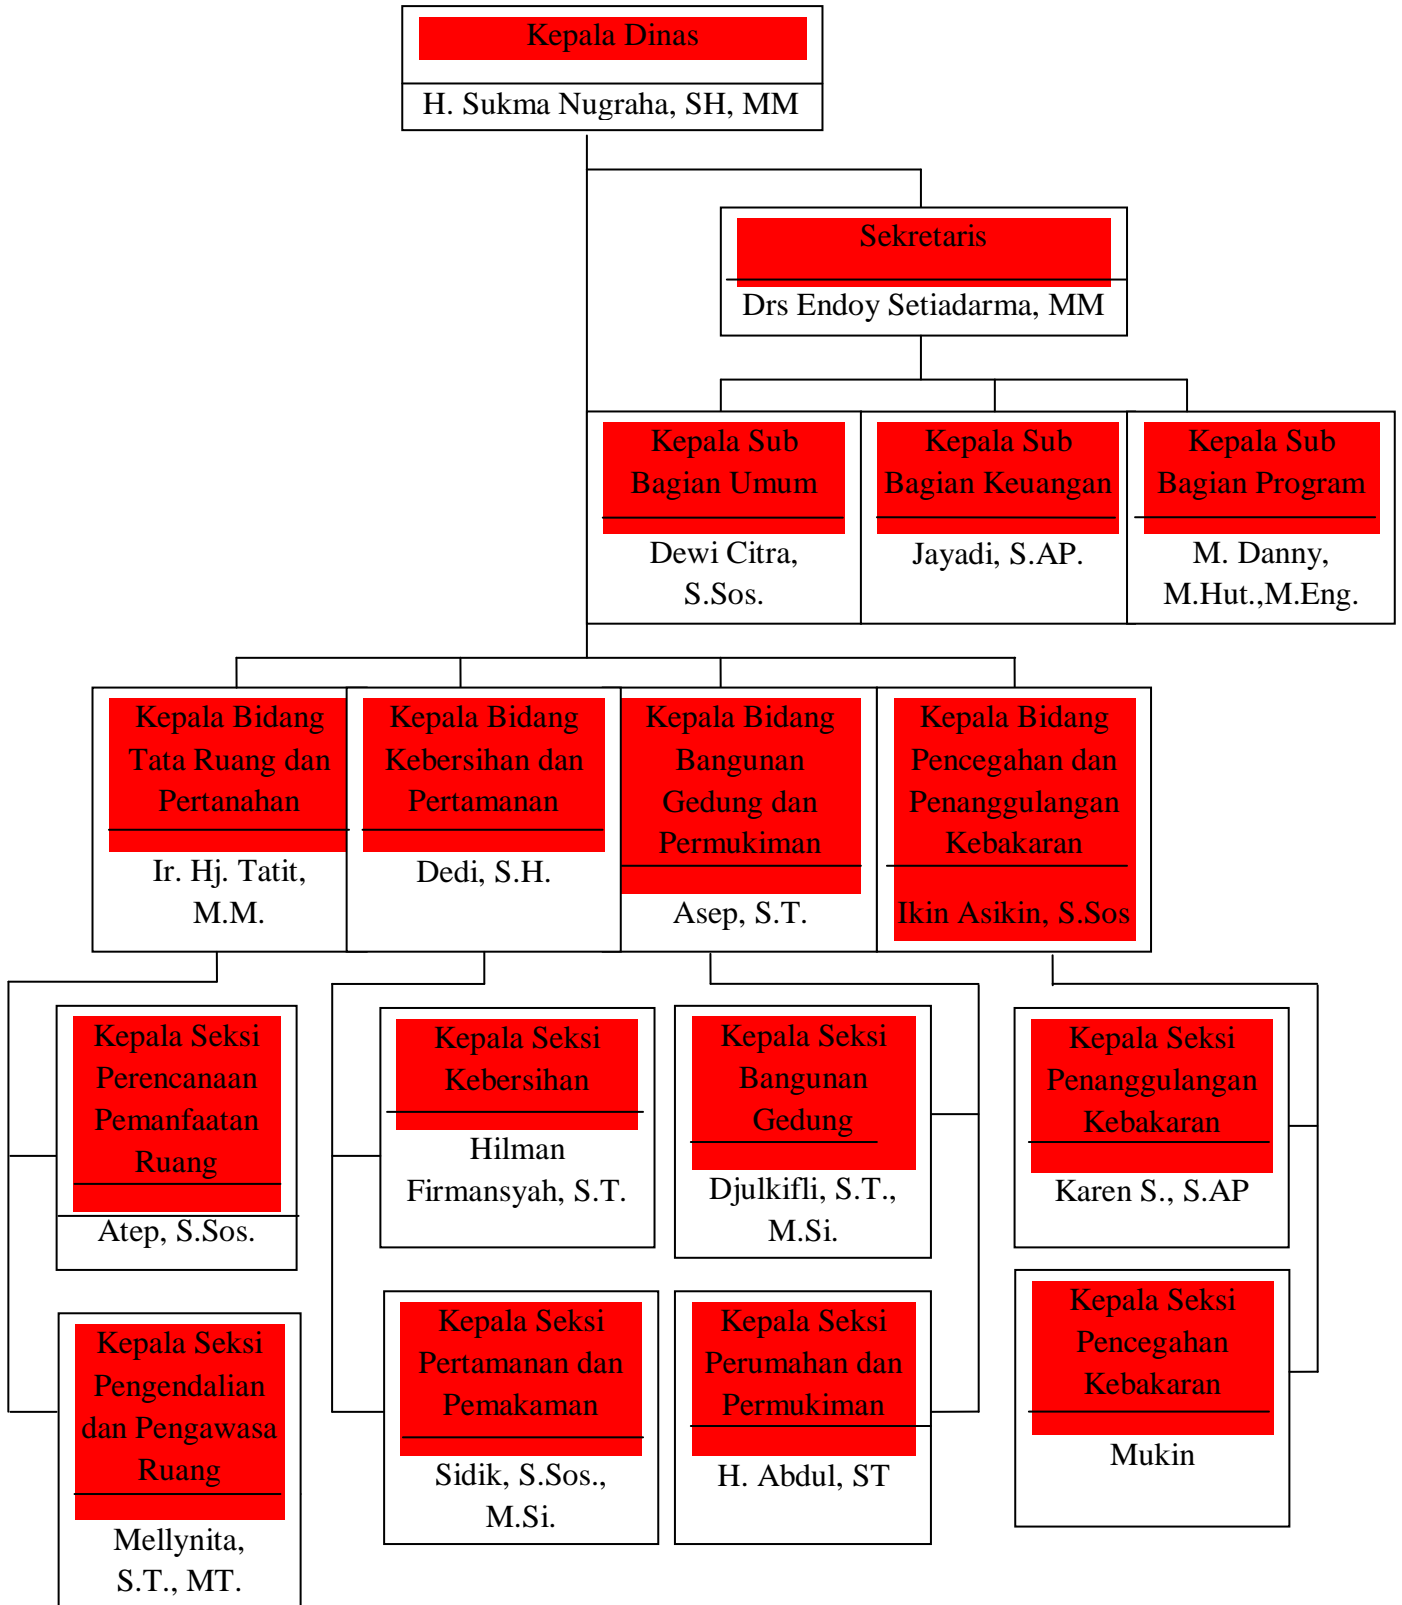 Kepala Dinas
H. Sukma Nugraha, SH, MM
Sekretaris
Drs Endoy Setiadarma, MM
Kepala Sub
Bagian Umum
Dewi Citra,
S.Sos.
Kepala Sub
Bagian Keuangan
Jayadi, S.AP.
Kepala Sub
Bagian Program
M. Danny,
M.Hut.,M.Eng.
Kepala Bidang
Tata Ruang dan
Pertanahan
Ir. Hj. Tatit,
M.M.
Kepala Bidang
Kebersihan dan
Pertamanan
Dedi, S.H.
Kepala Bidang
Bangunan
Gedung dan
Permukiman
Asep, S.T.
Kepala Bidang
Pencegahan dan
Penanggulangan
Kebakaran
Ikin Asikin, S.Sos
Kepala Seksi
Perencanaan
Pemanfaatan
Ruang
Atep, S.Sos.
Kepala Seksi
Kebersihan
Hilman
Firmansyah, S.T.
Kepala Seksi
Bangunan
Gedung
Djulkifli, S.T.,
M.Si.
Kepala Seksi
Penanggulangan
Kebakaran
Karen S., S.AP
Kepala Seksi
Pengendalian
dan Pengawasa
Ruang
Mellynita,
S.T., MT.
Kepala Seksi
Pertamanan dan
Pemakaman
Sidik, S.Sos.,
M.Si.
Kepala Seksi
Perumahan dan
Permukiman
H. Abdul, ST
Kepala Seksi
Pencegahan
Kebakaran
Mukin